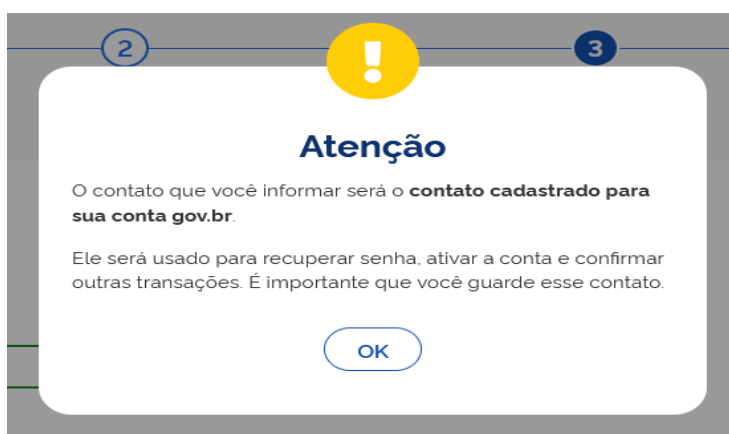 2
!
3
Atenção
O contato que você informar será o contato cadastrado para
sua conta gov.br.
Ele será usado para recuperar senha, ativar a conta e confirmar
outras transações. É importante que você guarde esse contato.
OK